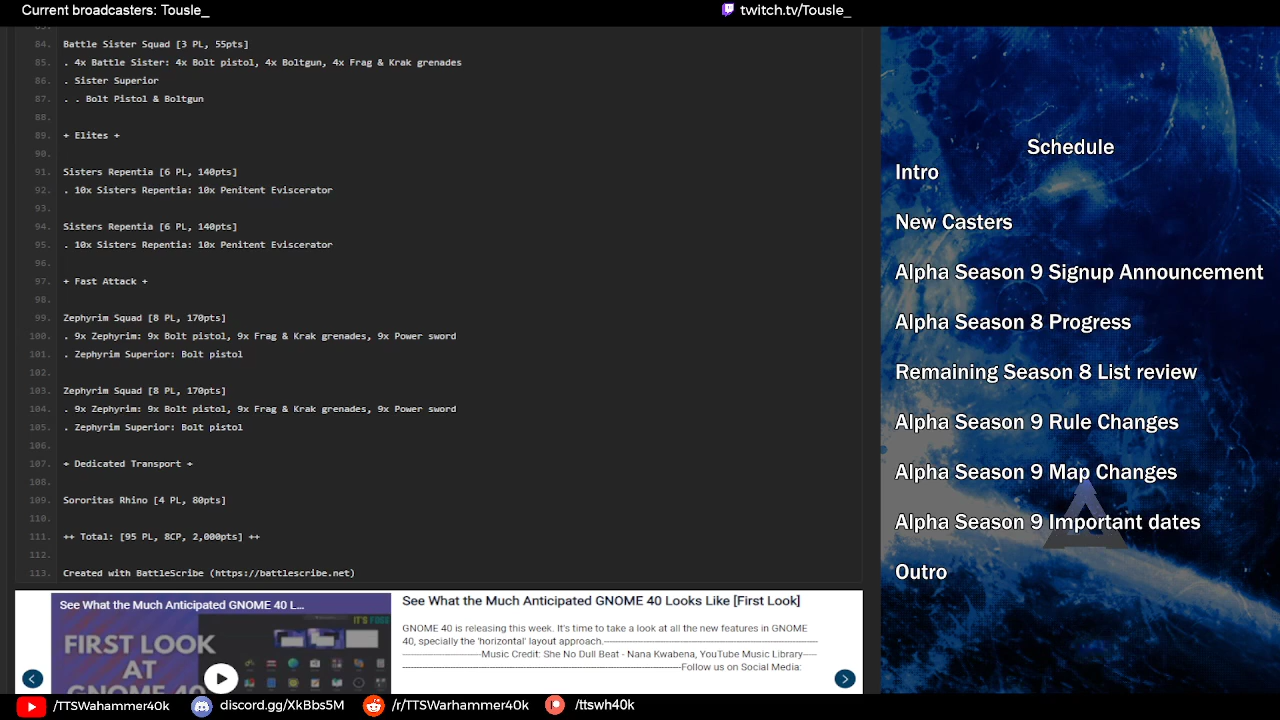 Current broadcasters: Tousle_
twitch.tv/Tousle_
84. Battle Sister Squad [3 PL, 55pts]
85. . 4x Battle Sister: 4x Bolt pistol, 4x Boltgun, 4x Frag & Krak grenades
86. . Sister Superior
87. . . Bolt Pistol & Boltgun
88.
89. + Elites +
90.
91. Sisters Repentia [6 PL, 140pts]
92. . 10x Sisters Repentia: 10x Penitent Eviscerator
93.
94. Sisters Repentia [6 PL, 140pts]
95. . 10x Sisters Repentia: 10x Penitent Eviscerator
96.
97. + Fast Attack +
98.
99. Zephyrim Squad [8 PL, 170pts]
100. . 9x Zephyrim: 9x Bolt pistol, 9x Frag & Krak grenades, 9x Power sword
101. . Zephyrim Superior: Bolt pistol
102.
103. Zephyrim Squad [8 PL, 170pts]
104. . 9x Zephyrim: 9x Bolt pistol, 9x Frag & Krak grenades, 9x Power sword
105. . Zephyrim Superior: Bolt pistol
106.
107. + Dedicated Transport +
108.
109. Sororitas Rhino [4 PL, 80pts]
110.
111. ++ Total: [95 PL, 8CP, 2,000pts] ++
112.
113. Created with BattleScribe (https://battlescribe.net)
Schedule
Intro
New Casters
Alpha Season 9 Signup Announcement
Alpha Season 8 Progress
Remaining Season 8 List review
Alpha Season 9 Rule Changes
Alpha Season 9 Map Changes
Alpha Season 9 Important dates
Outro
See What the Much Anticipated GNOME 40 L...
IT'S FOSS
FIRST LOOK
AT
GNOME 40
See What the Much Anticipated GNOME 40 Looks Like [First Look]
GNOME 40 is releasing this week. It's time to take a look at all the new features in GNOME
40, specially the 'horizontal' layout approach.------------------------------------------------------------
----------------------Music Credit: She No Dull Beat - Nana Kwabena, YouTube Music Library----
------------------------------------------------------------------------------Follow us on Social Media:
/TTSWahammer40k
discord.gg/XkBbs5M
/r/TTSWarhammer40k
/ttswh40k